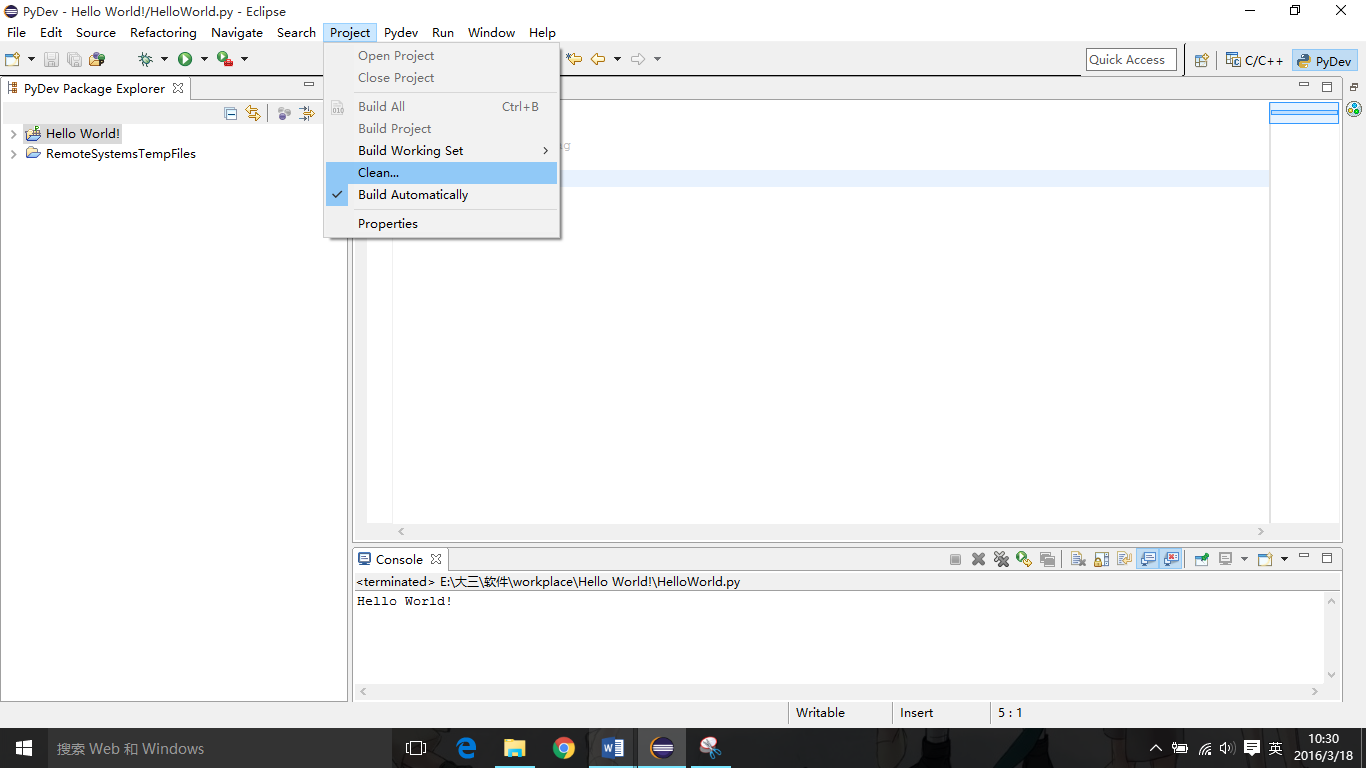 PyDev - Hello World!/HelloWorld.py - Eclipse
File Edit Source Refactoring Navigate Search Project Pydev Run Window Help
Quick Access C/C++ PyDev
PyDev Package Explorer
Hello World!
RemoteSystemsTempFiles
Open Project
Close Project
Build All Ctrl+B
Build Project
Build Working Set
Clean...
Build Automatically
Properties
Console
<terminated> E:\大三\软件\workplace\Hello World!\HelloWorld.py
Hello World!
Writable Insert 5 : 1
搜索 Web 和 Windows
英
10:30
2016/3/18